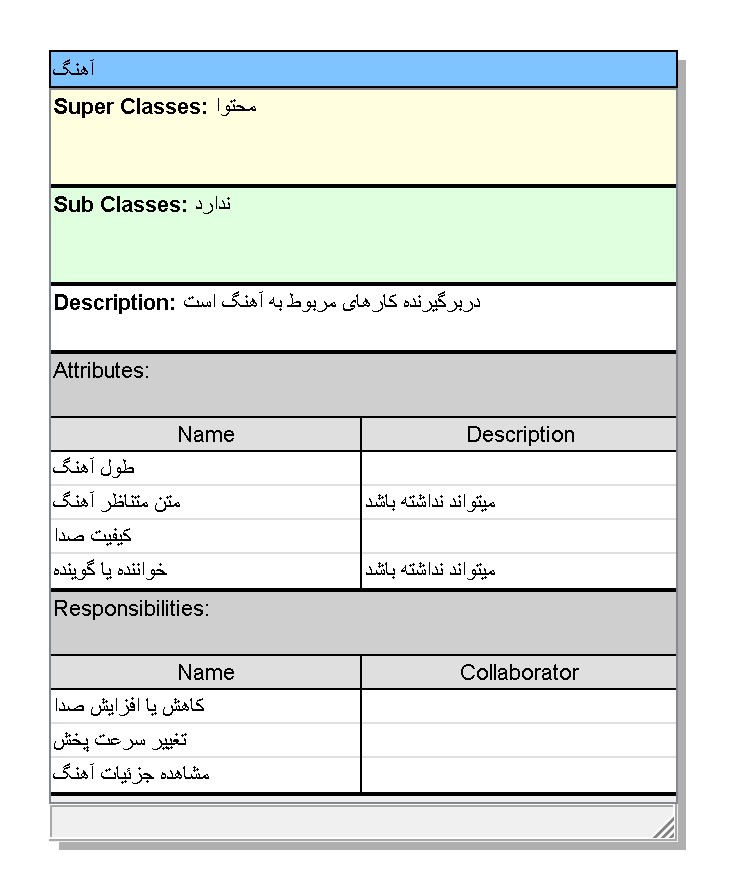 آهنگ
Super Classes: محتوا
Sub Classes: ندارد
Description: دربرگیرنده کارهای مربوط به آهنگ است
Attributes:
Name Description
طول آهنگ
متن متناظر آهنگ میتواند نداشته باشد
کیفیت صدا
خواننده یا گوینده میتواند نداشته باشد
Responsibilities:
Name Collaborator
کاهش یا افزایش صدا
تغییر سرعت پخش
مشاهده جزئیات آهنگ